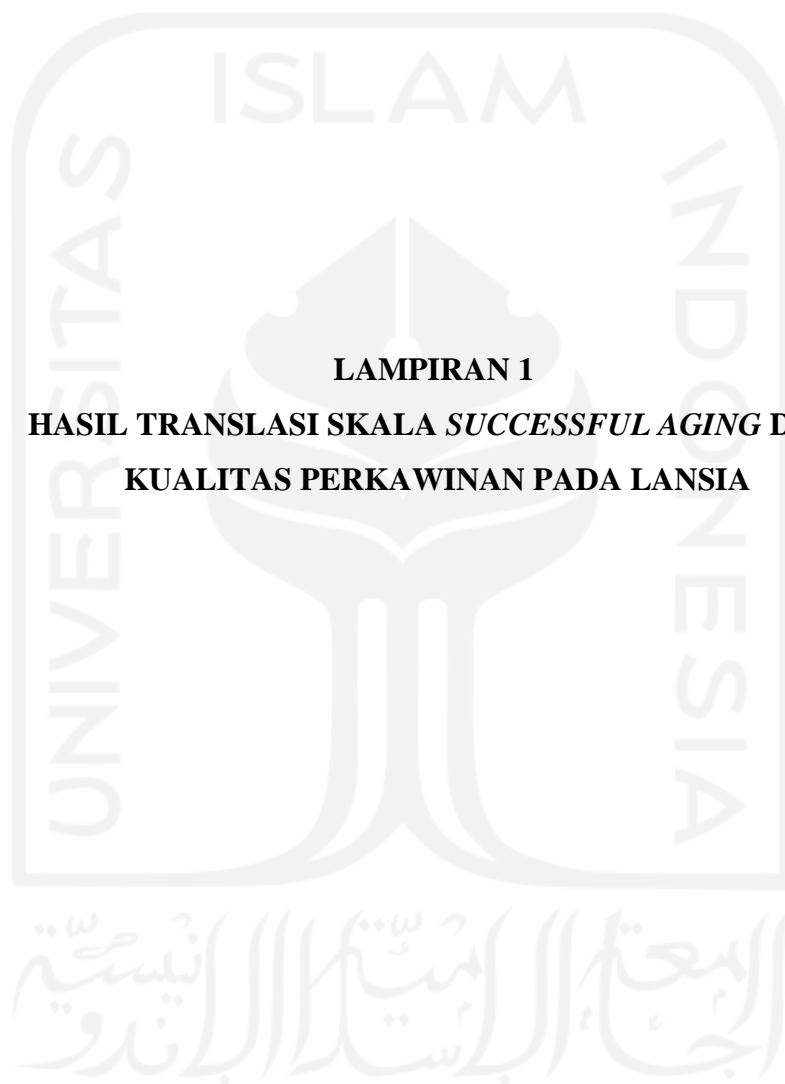 ISLAM
UNIVERSITAS
INDONESIA
LAMPIRAN 1
HASIL TRANSLASI SKALA SUCCESSFUL AGING D
KUALITAS PERKAWINAN PADA LANSIA